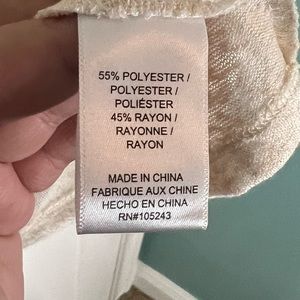 55% POLYESTER /
POLYESTER /
POLIÉSTER
45% RAYON /
RAYONNE /
RAYON
MADE IN CHINA
FABRIQUE AUX CHINE
HECHO EN CHINA
RN#105243